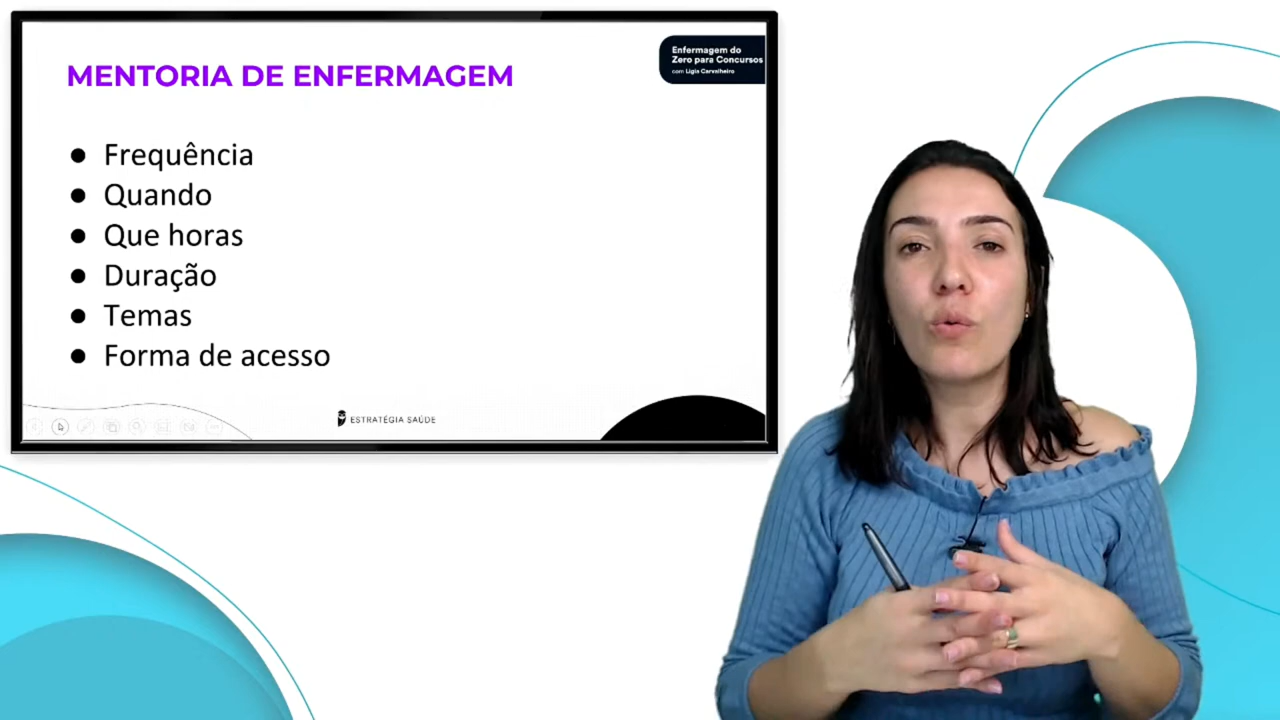 MENTORIA DE ENFERMAGEM
Enfermagem do
Zero para Concursos
com Ligia Carvalheiro
● Frequência
● Quando
● Que horas
● Duração
● Temas
● Forma de acesso
ESTRATÉGIA SAÚDE